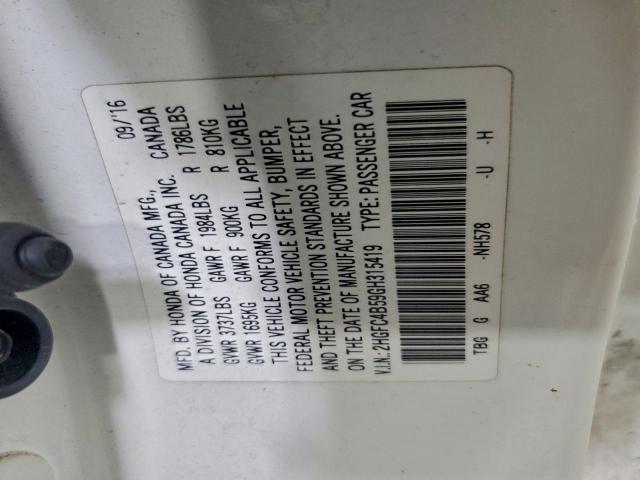 MFD. BY HONDA OF CANADA MFG., 09/'16
A DIVISION OF HONDA CANADA INC. CANADA
GVWR 3737LBS GAWR F 1984LBS R 1786LBS
GVWR 1695KG GAWR F 900KG R 810KG
THIS VEHICLE CONFORMS TO ALL APPLICABLE
FEDERAL MOTOR VEHICLE SAFETY, BUMPER,
AND THEFT PREVENTION STANDARDS IN EFFECT
ON THE DATE OF MANUFACTURE SHOWN ABOVE.
V.I.N.: 2HGFC4B59GH315419 TYPE: PASSENGER CAR
TBG G AA6 -NH578 -U -H